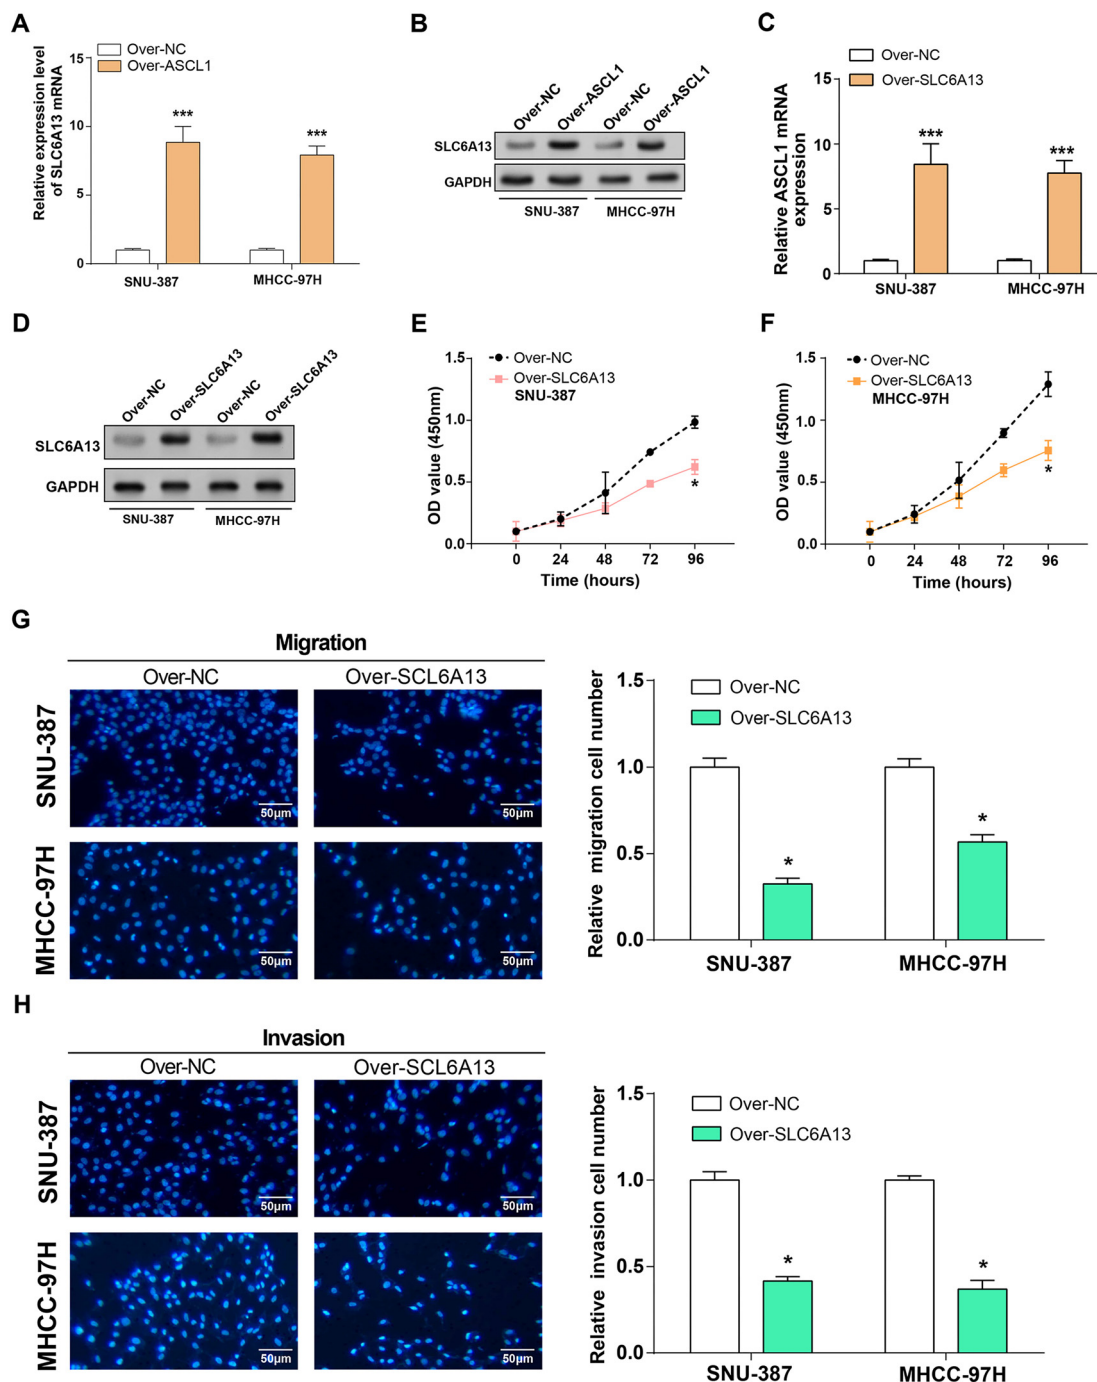 A
Over-NC
Over-ASCL1
Relative expression level
of SLC6A13 mRNA
15
10
5
0
***
***
SNU-387
MHCC-97H
B
Over-NC
Over-ASCL1
Over-NC
Over-ASCL1
SLC6A13
GAPDH
SNU-387
MHCC-97H
C
Over-NC
Over-SLC6A13
Relative ASCL1 mRNA
expression
15
10
5
0
***
***
SNU-387
MHCC-97H
D
Over-NC
Over-SLC6A13
Over-NC
Over-SLC6A13
SLC6A13
GAPDH
SNU-387
MHCC-97H
E
Over-NC
Over-SLC6A13
SNU-387
OD value (450nm)
1.5
1.0
0.5
0.0
*
0 24 48 72 96
Time (hours)
F
Over-NC
Over-SLC6A13
MHCC-97H
OD value (450nm)
1.5
1.0
0.5
0.0
*
0 24 48 72 96
Time (hours)
G
Migration
Over-NC
Over-SCL6A13
SNU-387
50μm
50μm
MHCC-97H
50μm
50μm
Over-NC
Over-SLC6A13
Relative migration cell number
1.5
1.0
0.5
0.0
*
*
SNU-387
MHCC-97H
H
Invasion
Over-NC
Over-SCL6A13
SNU-387
50μm
50μm
MHCC-97H
50μm
50μm
Over-NC
Over-SLC6A13
Relative invasion cell number
1.5
1.0
0.5
0.0
*
*
SNU-387
MHCC-97H